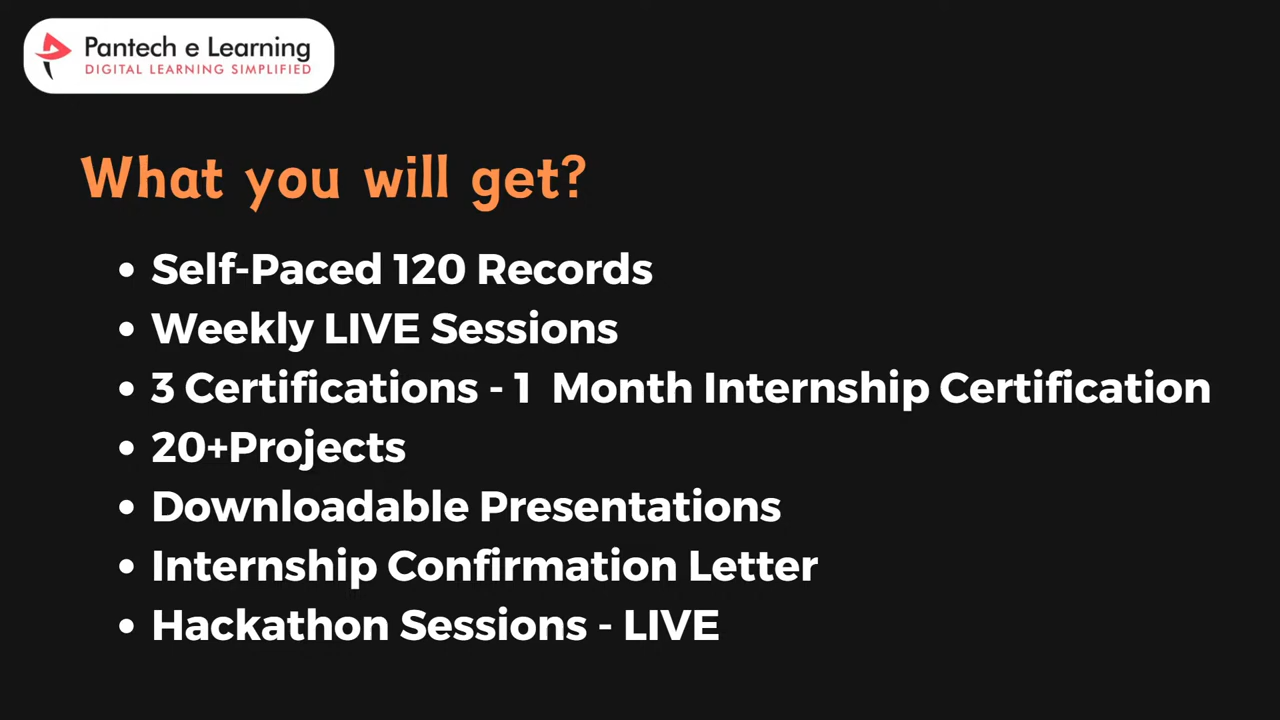 Pantech e Learning
DIGITAL LEARNING SIMPLIFIED
What you will get?
• Self-Paced 120 Records
• Weekly LIVE Sessions
• 3 Certifications - 1  Month Internship Certification
• 20+Projects
• Downloadable Presentations
• Internship Confirmation Letter
• Hackathon Sessions - LIVE